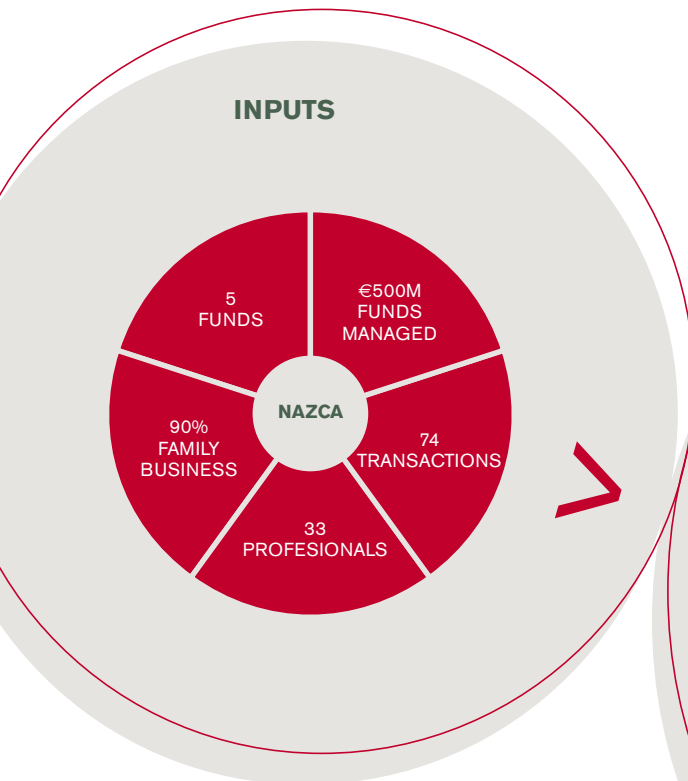 INPUTS
5
FUNDS
€500M
FUNDS
MANAGED
NAZCA
90%
FAMILY
BUSINESS
74
TRANSACTIONS
33
PROFESIONALS